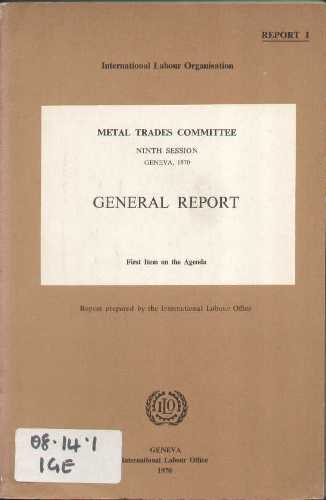 REPORT I
International Labour Organisation
METAL TRADES COMMITTEE
NINTH SESSION
GENEVA, 1970
GENERAL REPORT
First Item on the Agenda
Report prepared by the International Labour Office
ILO
GENEVA
International Labour Office
1970
08.14.1
IGE